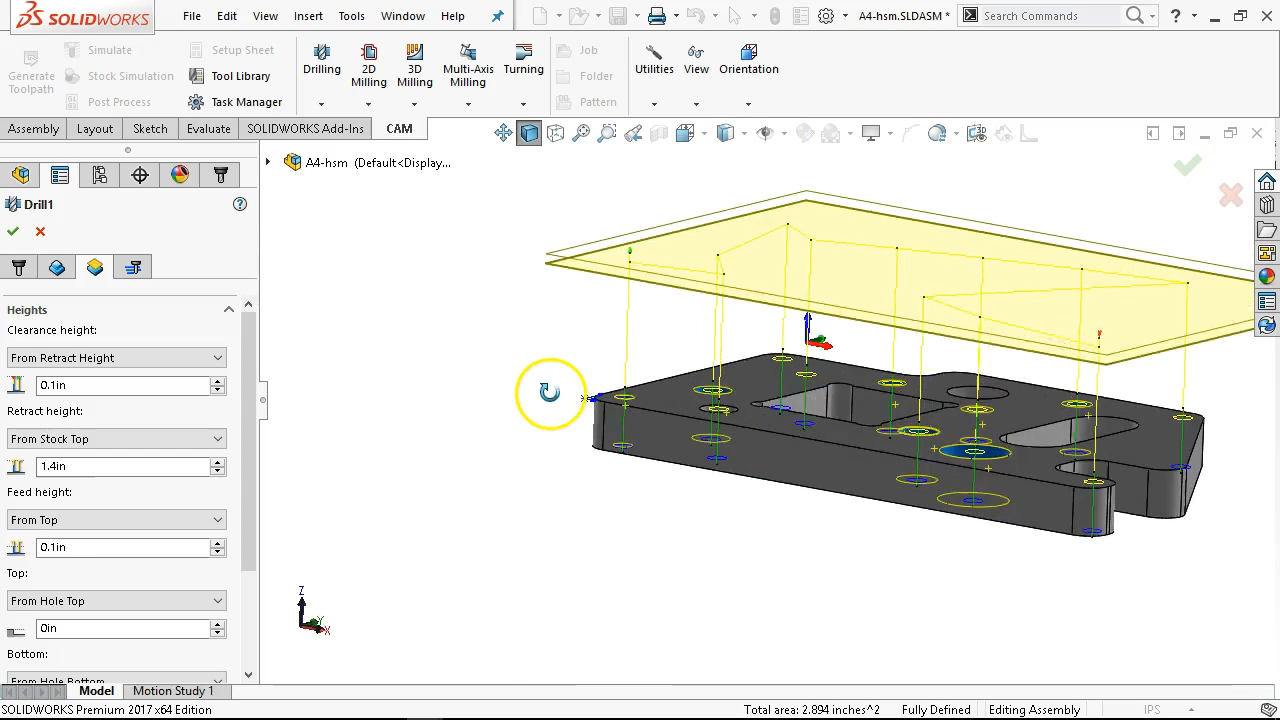 SOLIDWORKS
File Edit View Insert Tools Window Help
A4-hsm.SLDASM *
Search Commands
?
Generate
Toolpath
Simulate
Stock Simulation
Post Process
Setup Sheet
Tool Library
Task Manager
Drilling
2D
Milling
3D
Milling
Multi-Axis
Milling
Turning
Job
Folder
Pattern
Utilities
View
Orientation
Assembly Layout Sketch Evaluate SOLIDWORKS Add-Ins CAM
A4-hsm (Default<Display...
Drill1
Heights
Clearance height:
From Retract Height
0.1in
Retract height:
From Stock Top
1.4in
Feed height:
From Top
0.1in
Top:
From Hole Top
0in
Bottom:
From Hole Bottom
Z
Y
X
Model Motion Study 1
SOLIDWORKS Premium 2017 x64 Edition
Total area: 2.894 inches^2 Fully Defined Editing Assembly IPS